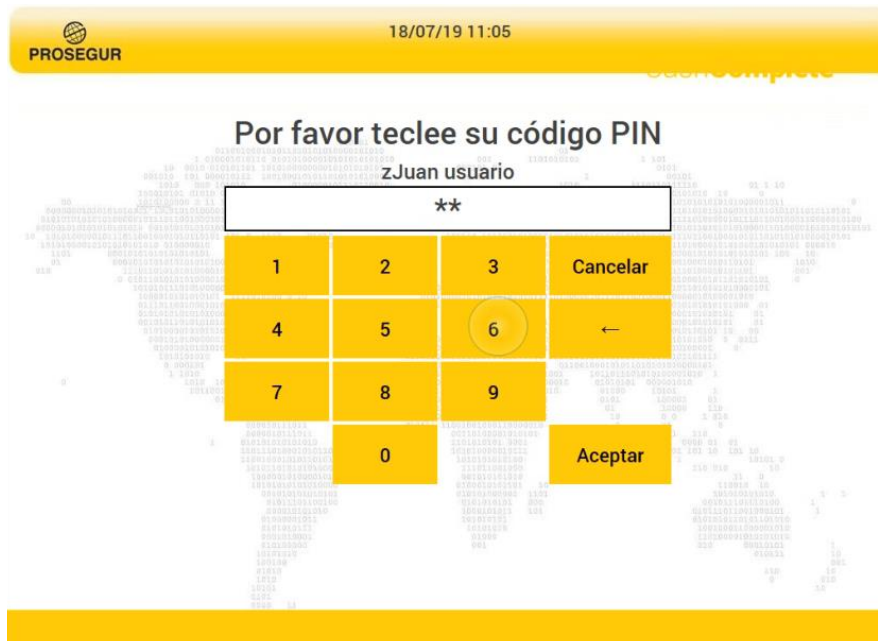 18/07/19 11:05
PROSEGUR
Por favor teclee su código PIN
zJuan usuario
**
1 2 3 Cancelar
4 5 6 ←
7 8 9
0 Aceptar